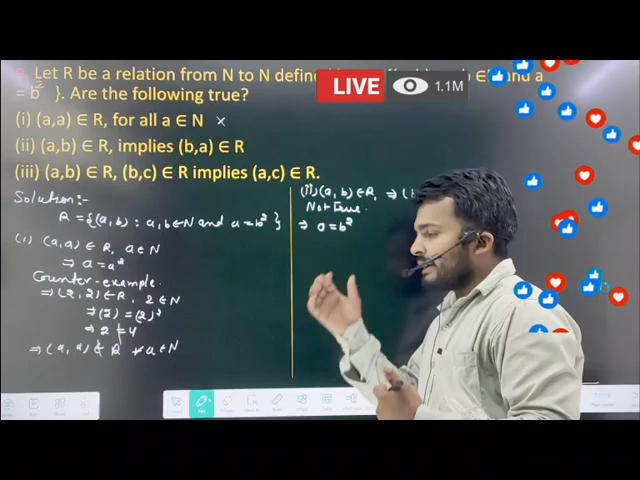 Let R be a relation from N to N
LIVE 1.1M
and a
= b² }. Are the following true?
(i) (a,a) ∈ R, for all a ∈ N ×
(ii) (a,b) ∈ R, implies (b,a) ∈ R
(iii) (a,b) ∈ R, (b,c) ∈ R implies (a,c) ∈ R.
Solution:-
R = {(a,b) : a,b ∈ N and a = b² }
(i) (a,a) ∈ R, a ∈ N
⇒ a = a²
Counter-example.
⇒ (2,2) ∈ R, 2 ∈ N
⇒ (2) = (2)²
⇒ 2 ≠ 4
⇒ (a,a) ∉ R ∀ a ∈ N
(ii) (a,b) ∈ R, ⇒
Not True.
⇒ a = b²